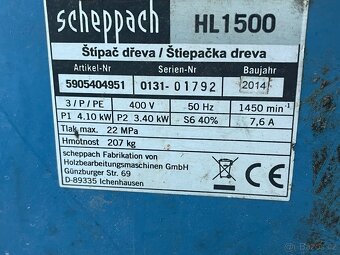 scheppach HL1500
Štípač dřeva / Štiepačka dreva
Artikel-Nr Serien-Nr Baujahr
5905404951 0131-01792 2014
3 / P / PE 400 V 50 Hz 1450 min⁻¹
P1 4.10 kW P2 3.40 kW S6 40% 7,6 A
Tlak max. 22 MPa
Hmotnost 207 kg
scheppach Fabrikation von
Holzbearbeitungsmaschinen GmbH
Günzburger Str. 69
D-89335 Ichenhausen
CE